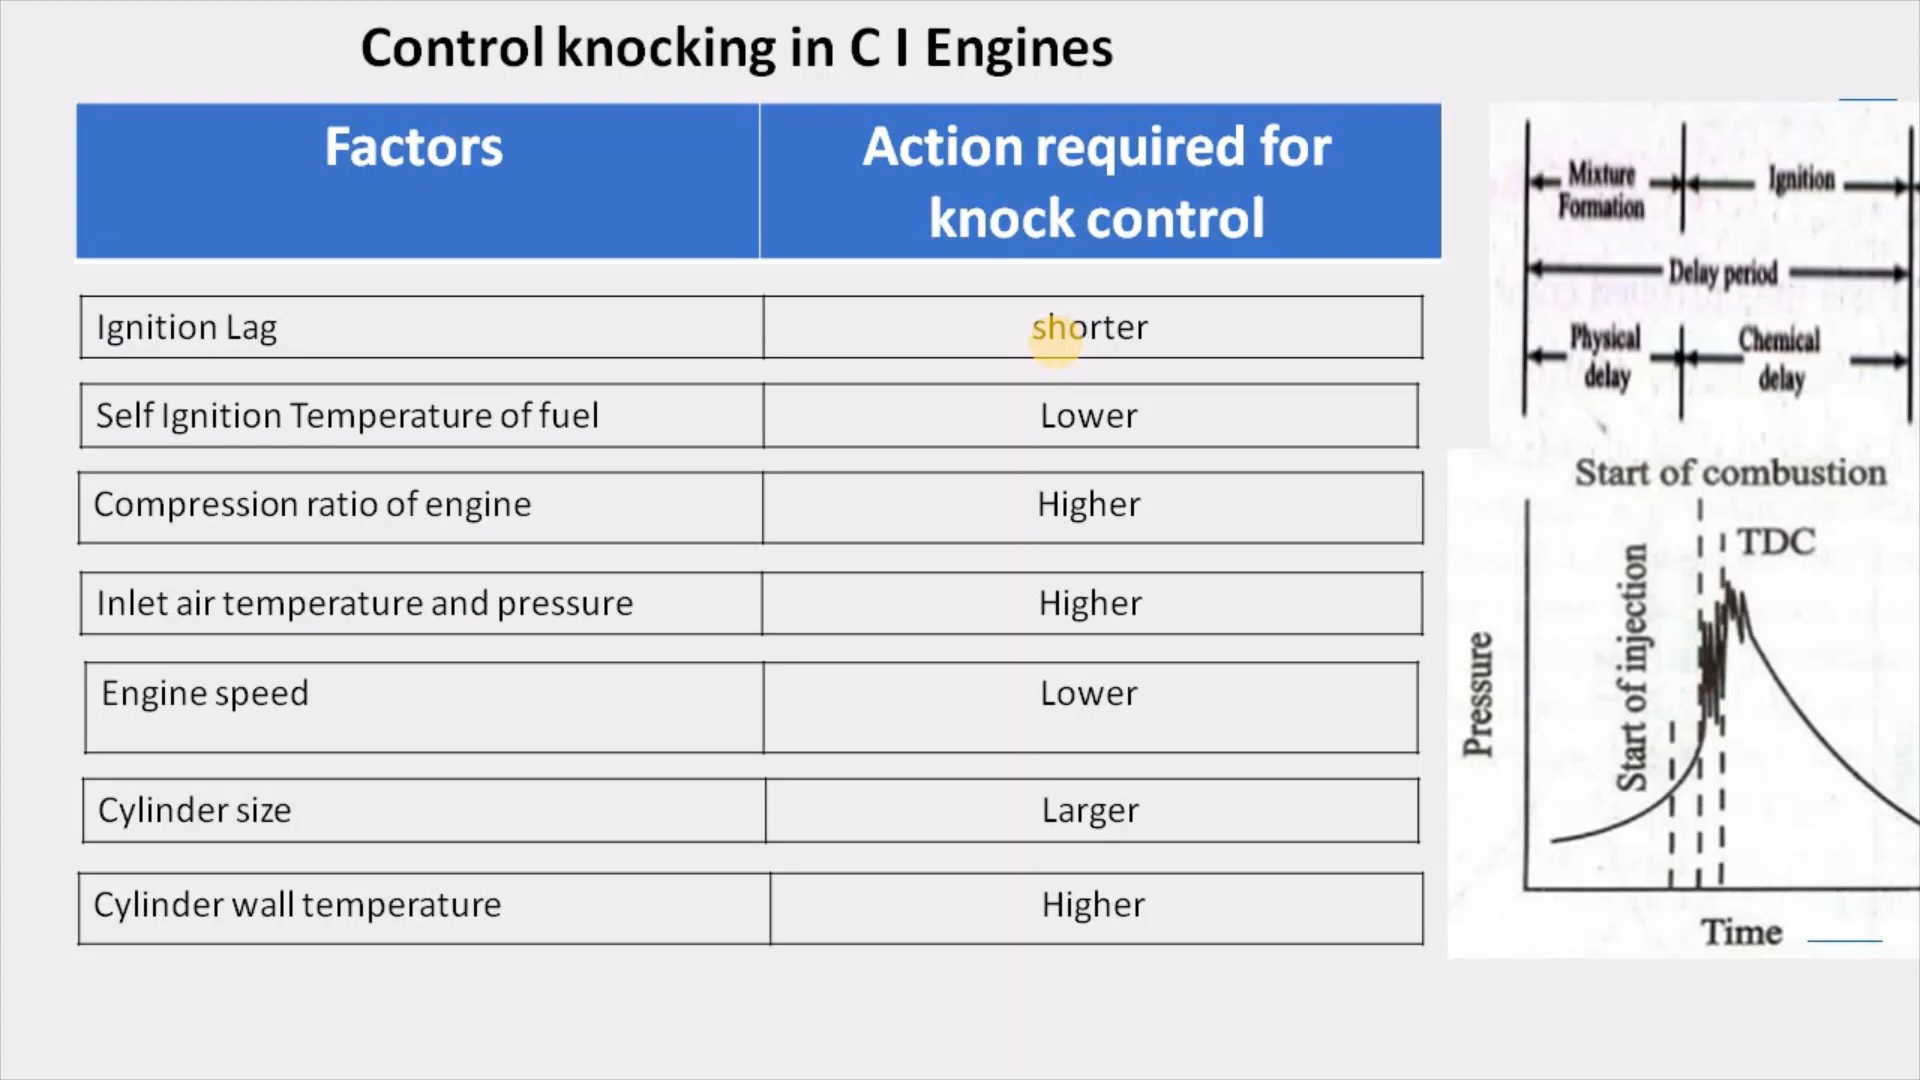 Control knocking in C I Engines
Factors
Action required for
knock control
Ignition Lag
shorter
Self Ignition Temperature of fuel
Lower
Compression ratio of engine
Higher
Inlet air temperature and pressure
Higher
Engine speed
Lower
Cylinder size
Larger
Cylinder wall temperature
Higher
Mixture
Formation
Ignition
Delay period
Physical
delay
Chemical
delay
Start of combustion
TDC
Start of injection
Pressure
Time